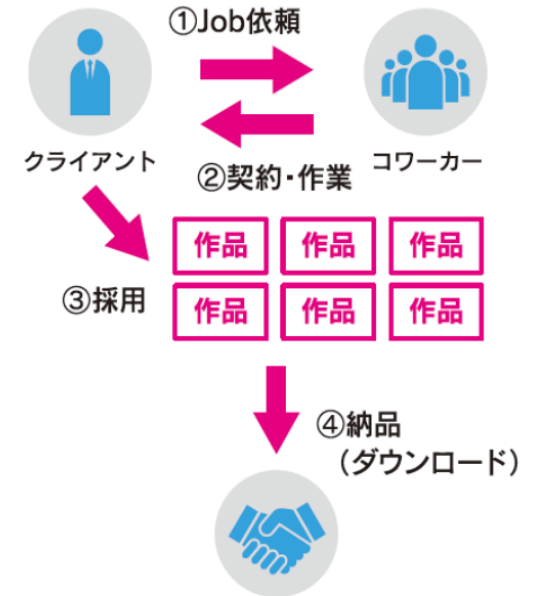 ①Job依頼
クライアント
コワーカー
②契約・作業
作品 作品 作品
③採用
作品 作品 作品
④納品
（ダウンロード）